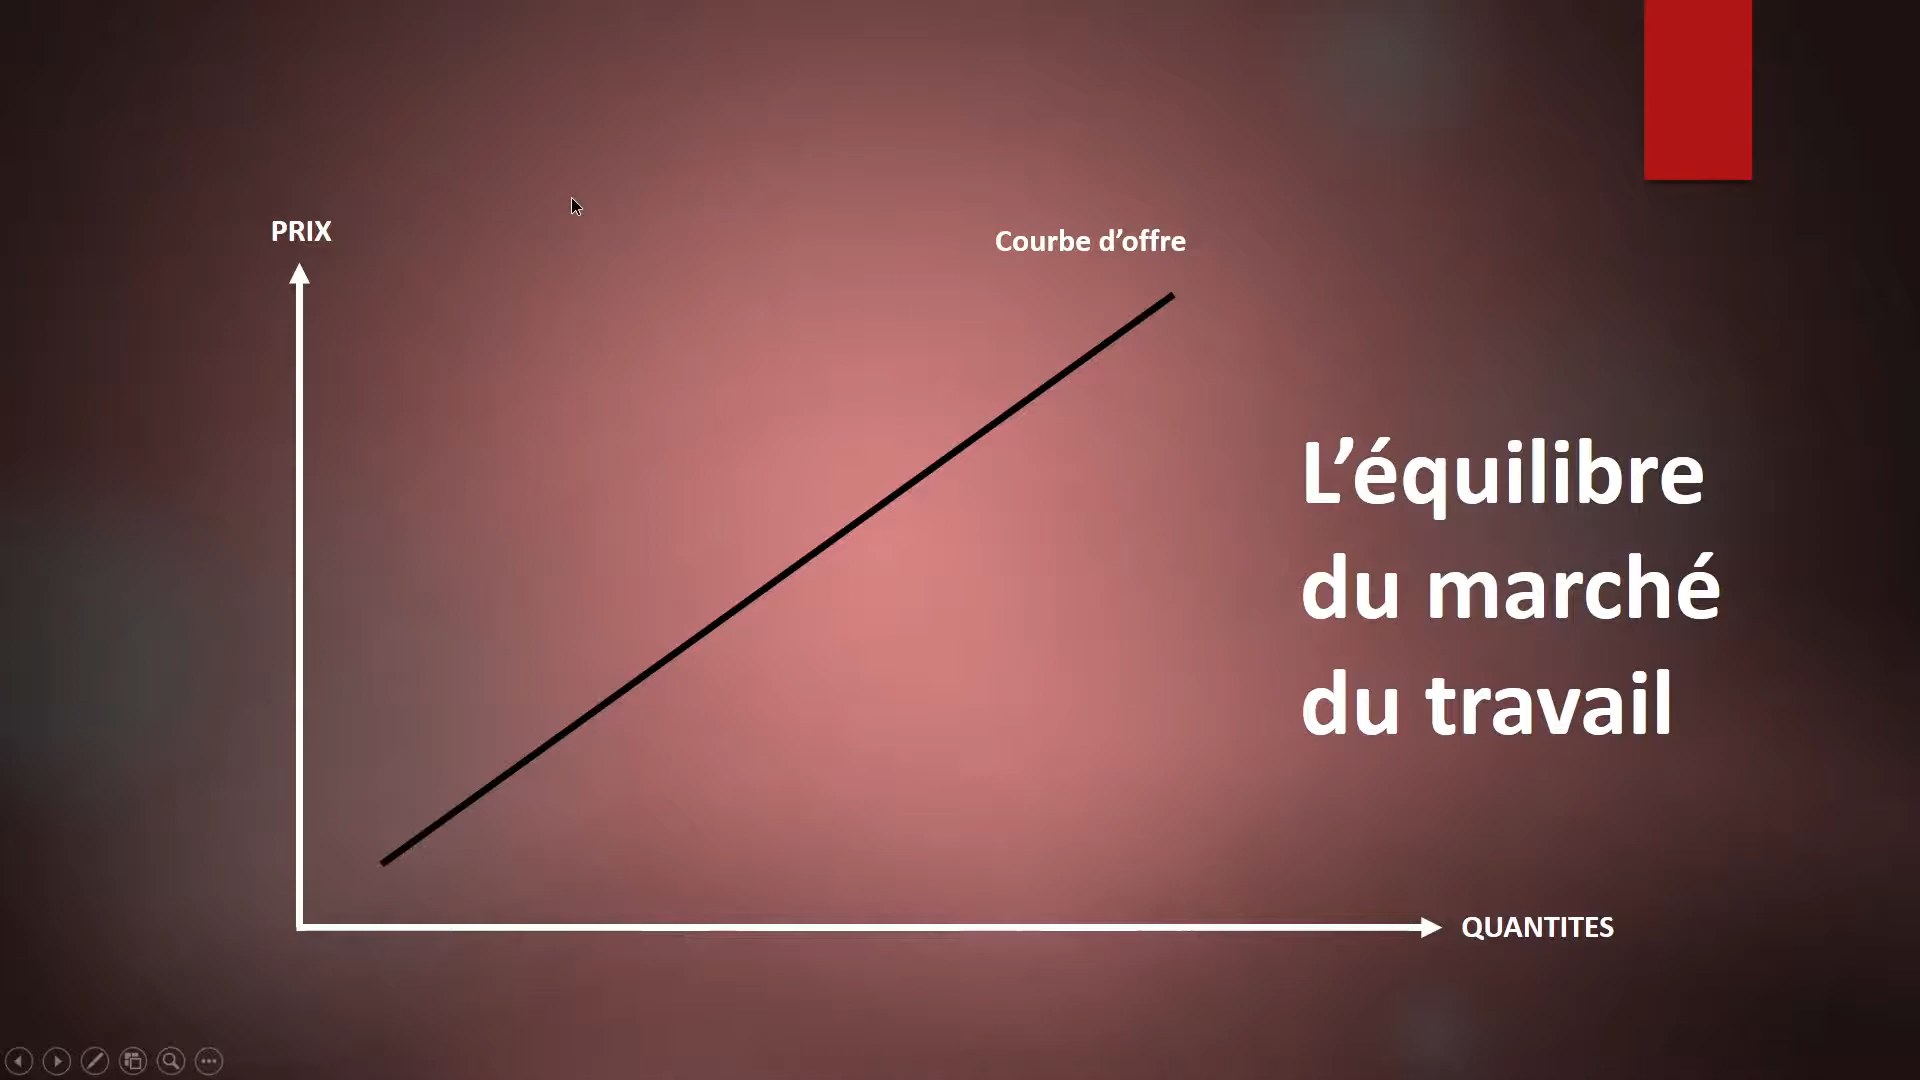 PRIX
Courbe d’offre
L’équilibre
du marché
du travail
QUANTITES